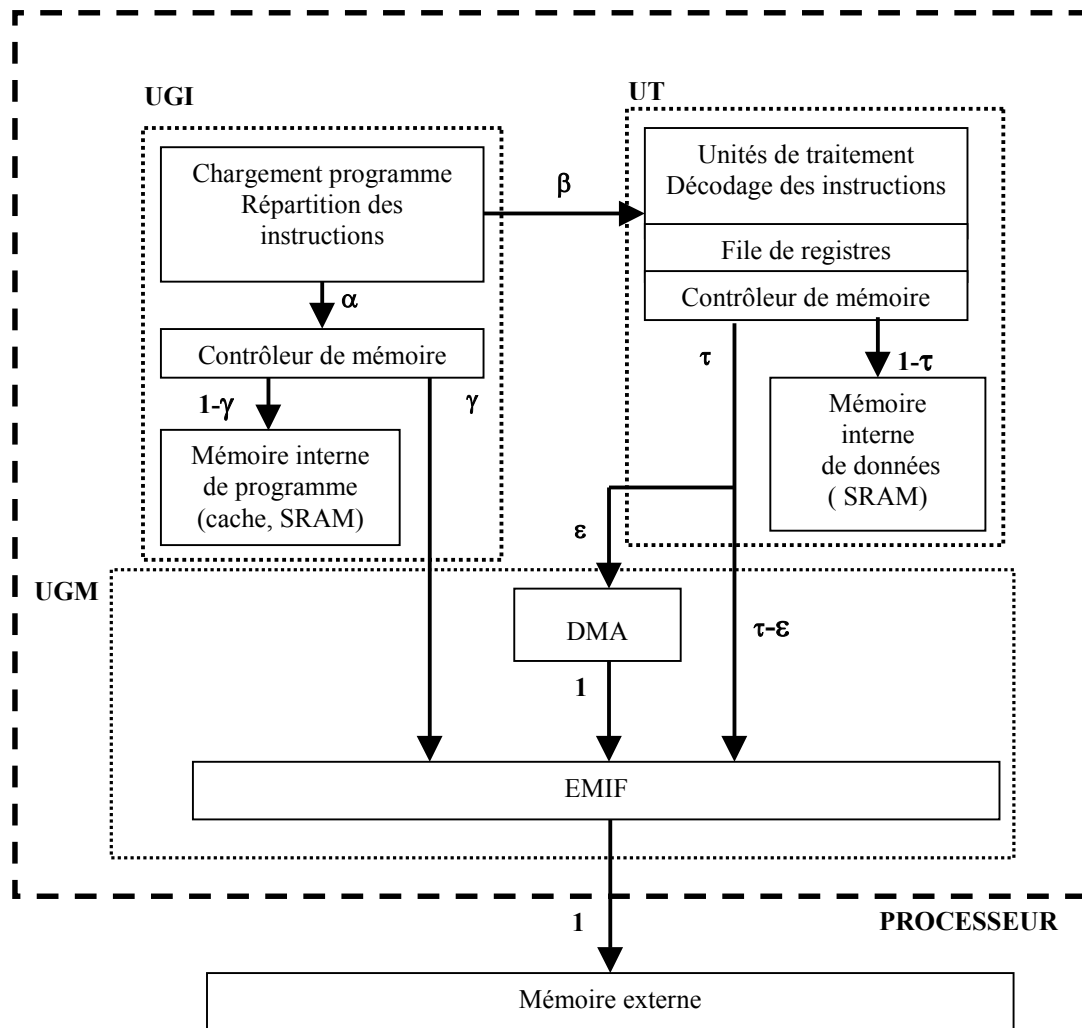 UGI
UT
Chargement programme
Répartition des
instructions
β
Unités de traitement
Décodage des instructions
File de registres
Contrôleur de mémoire
α
Contrôleur de mémoire
1-γ
γ
Mémoire interne
de programme
(cache, SRAM)
τ
1-τ
Mémoire
interne
de données
( SRAM)
ε
UGM
DMA
τ-ε
1
EMIF
1
PROCESSEUR
Mémoire externe